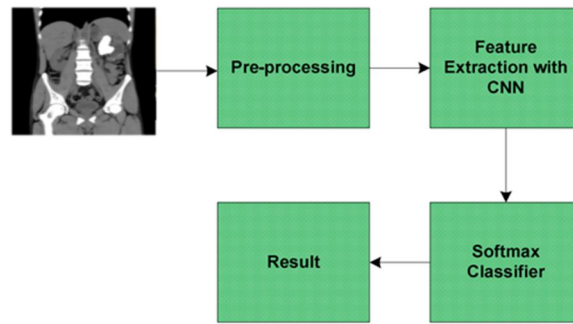 Pre-processing
Feature
Extraction with
CNN
Result
Softmax
Classifier